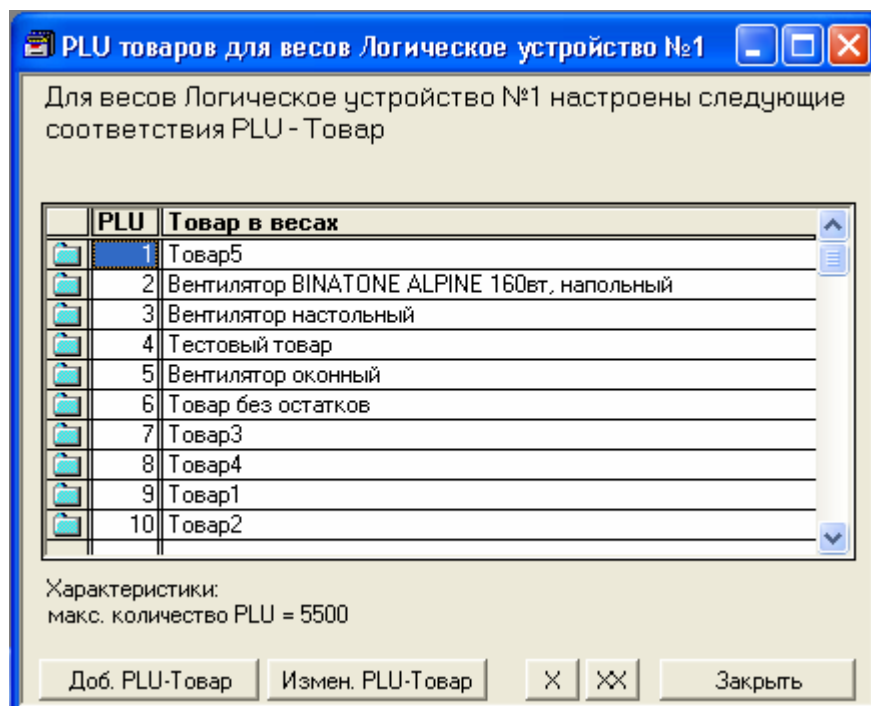 PLU товаров для весов Логическое устройство №1
Для весов Логическое устройство №1 настроены следующие
соответствия PLU - Товар
PLU Товар в весах
1 Товар5
2 Вентилятор BINATONE ALPINE 160вт, напольный
3 Вентилятор настольный
4 Тестовый товар
5 Вентилятор оконный
6 Товар без остатков
7 Товар3
8 Товар4
9 Товар1
10 Товар2
Характеристики:
макс. количество PLU = 5500
Доб. PLU-Товар Измен. PLU-Товар X XX Закрыть